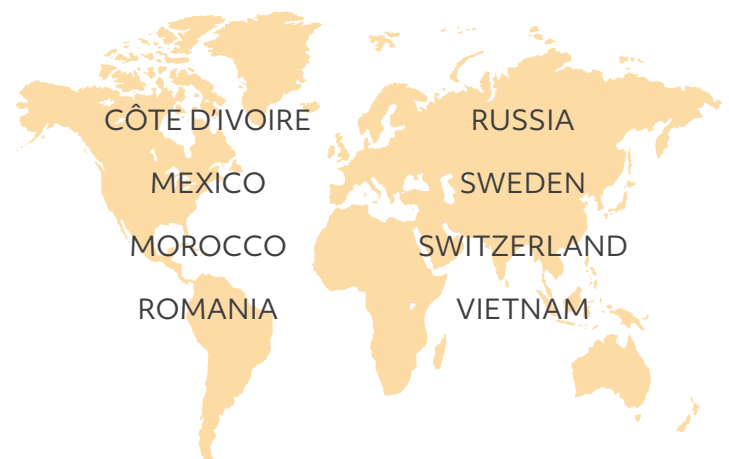 CÔTE D’IVOIRE
MEXICO
MOROCCO
ROMANIA
RUSSIA
SWEDEN
SWITZERLAND
VIETNAM